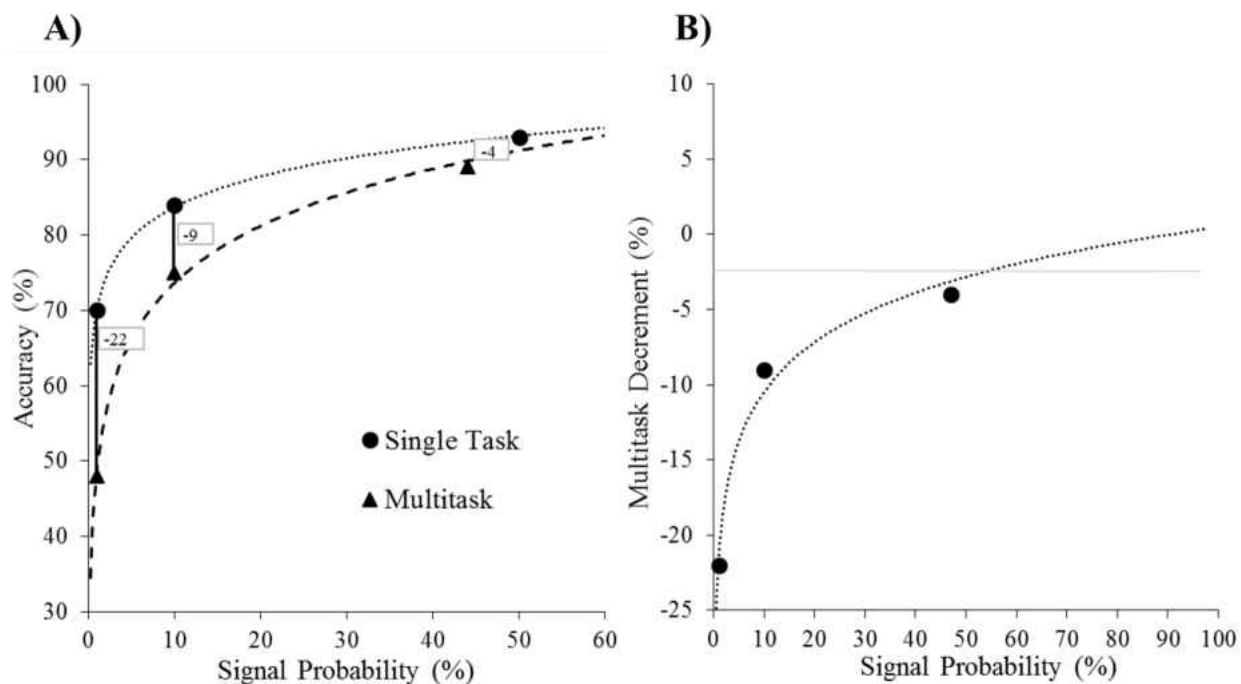 A)
100
90
80
70
60
50
40
30
Accuracy (%)
-22
-9
-4
Single Task
Multitask
0 10 20 30 40 50 60
Signal Probability (%)
B)
10
5
0
-5
-10
-15
-20
-25
Multitask Decrement (%)
0 10 20 30 40 50 60 70 80 90 100
Signal Probability (%)